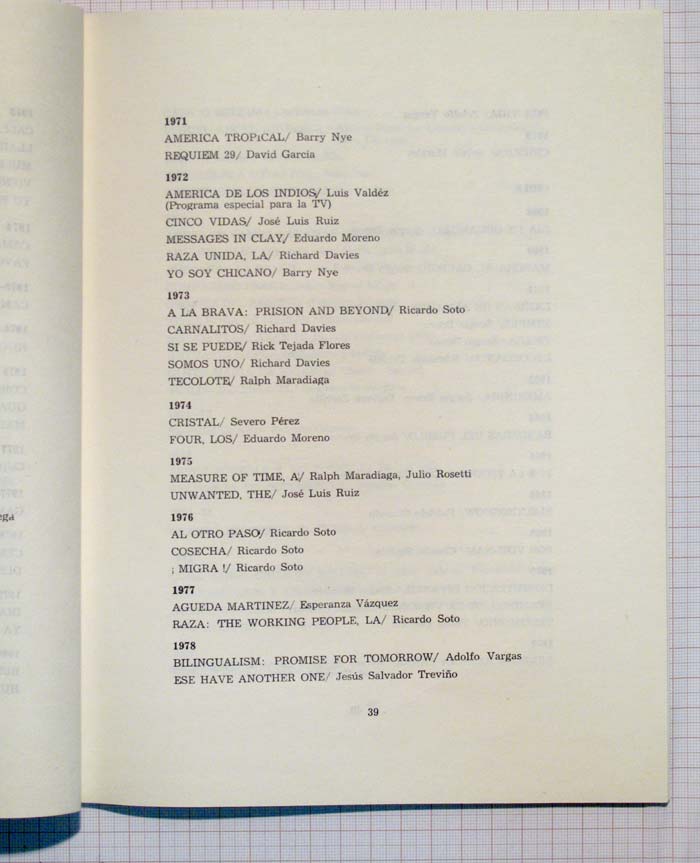 1971
AMERICA TROPICAL/ Barry Nye
REQUIEM 29/ David García
1972
AMERICA DE LOS INDIOS/ Luis Valdéz
(Programa especial para la TV)
CINCO VIDAS/ José Luis Ruiz
MESSAGES IN CLAY,/ Eduardo Moreno
RAZA UNIDA, LA/ Richard Davies
YO SOY CHICANO/ Barry Nye
1973
A LA BRAVA: PRISION AND BEYOND/ Ricardo Soto
CARNALITOS/ Richard Davies
SI SE PUEDE/ Rick Tejada Flores
SOMOS UNO/ Richard Davies
TECOLOTE/ Ralph Maradiaga
1974
CRISTAL/ Severo Pérez
FOUR, LOS/ Eduardo Moreno
1975
MEASURE OF TIME, A/ Ralph Maradiaga, Julio Rosetti
UNWANTED, THE/ José Luis Ruiz
1976
AL OTRO PASO/ Ricardo Soto
COSECHA/ Ricardo Soto
¡ MIGRA !/ Ricardo Soto
1977
AGUEDA MARTINEZ/ Esperanza Vázquez
RAZA: THE WORKING PEOPLE, LA/ Ricardo Soto
1978
BILINGUALISM: PROMISE FOR TOMORROW/ Adolfo Vargas
ESE HAVE ANOTHER ONE/ Jesús Salvador Treviño
39